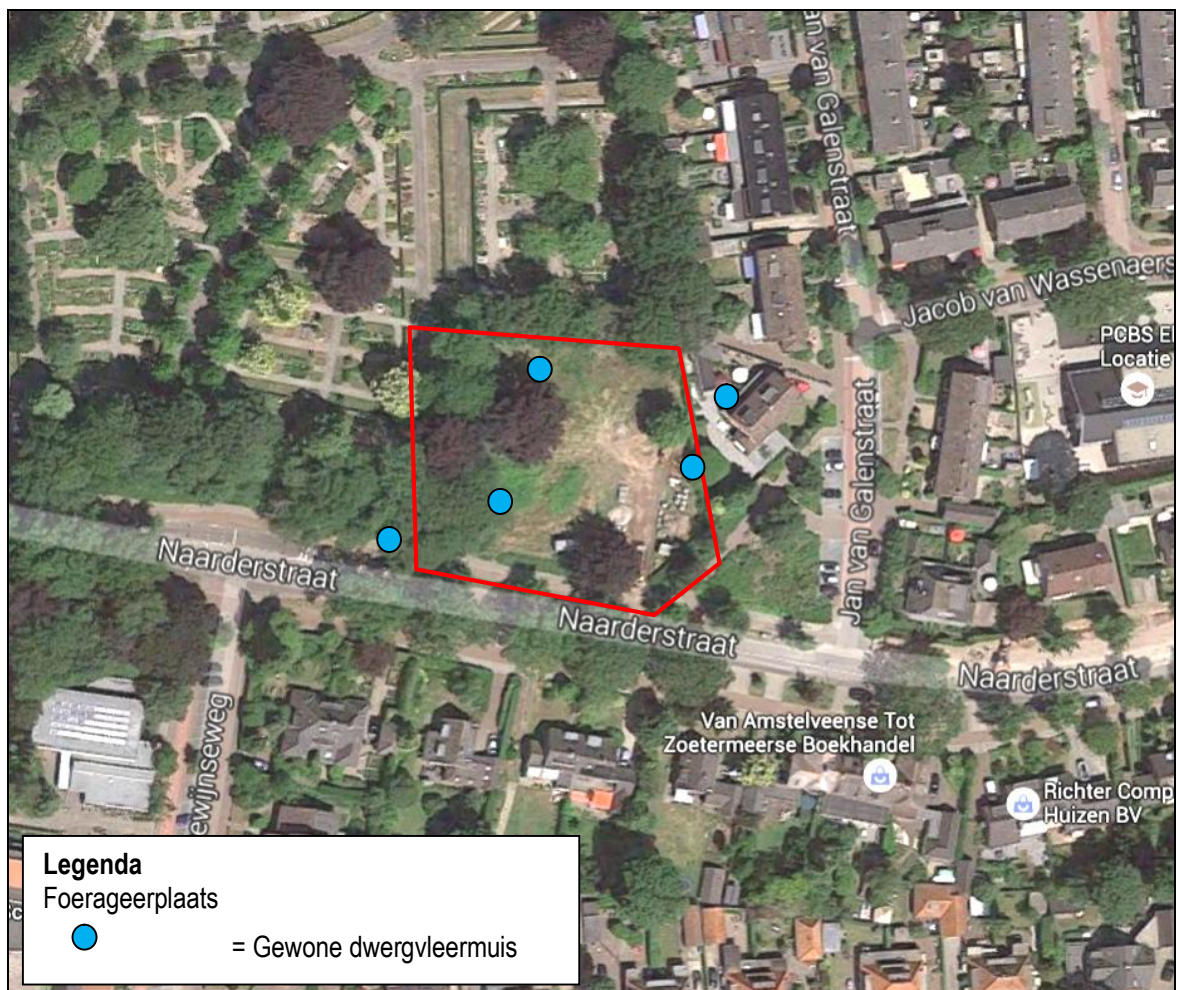 an van Galenstraat
Jacob van Wassenaers
PCBS El
Locatie
Jan van Galenstraat
Naarderstraat
Naarderstraat
Naarderstraat
ewijnseweg
Van Amstelveense Tot
Zoetermeerse Boekhandel
Richter Comp
Huizen BV
Legenda
Foerageerplaats
= Gewone dwergvleermuis